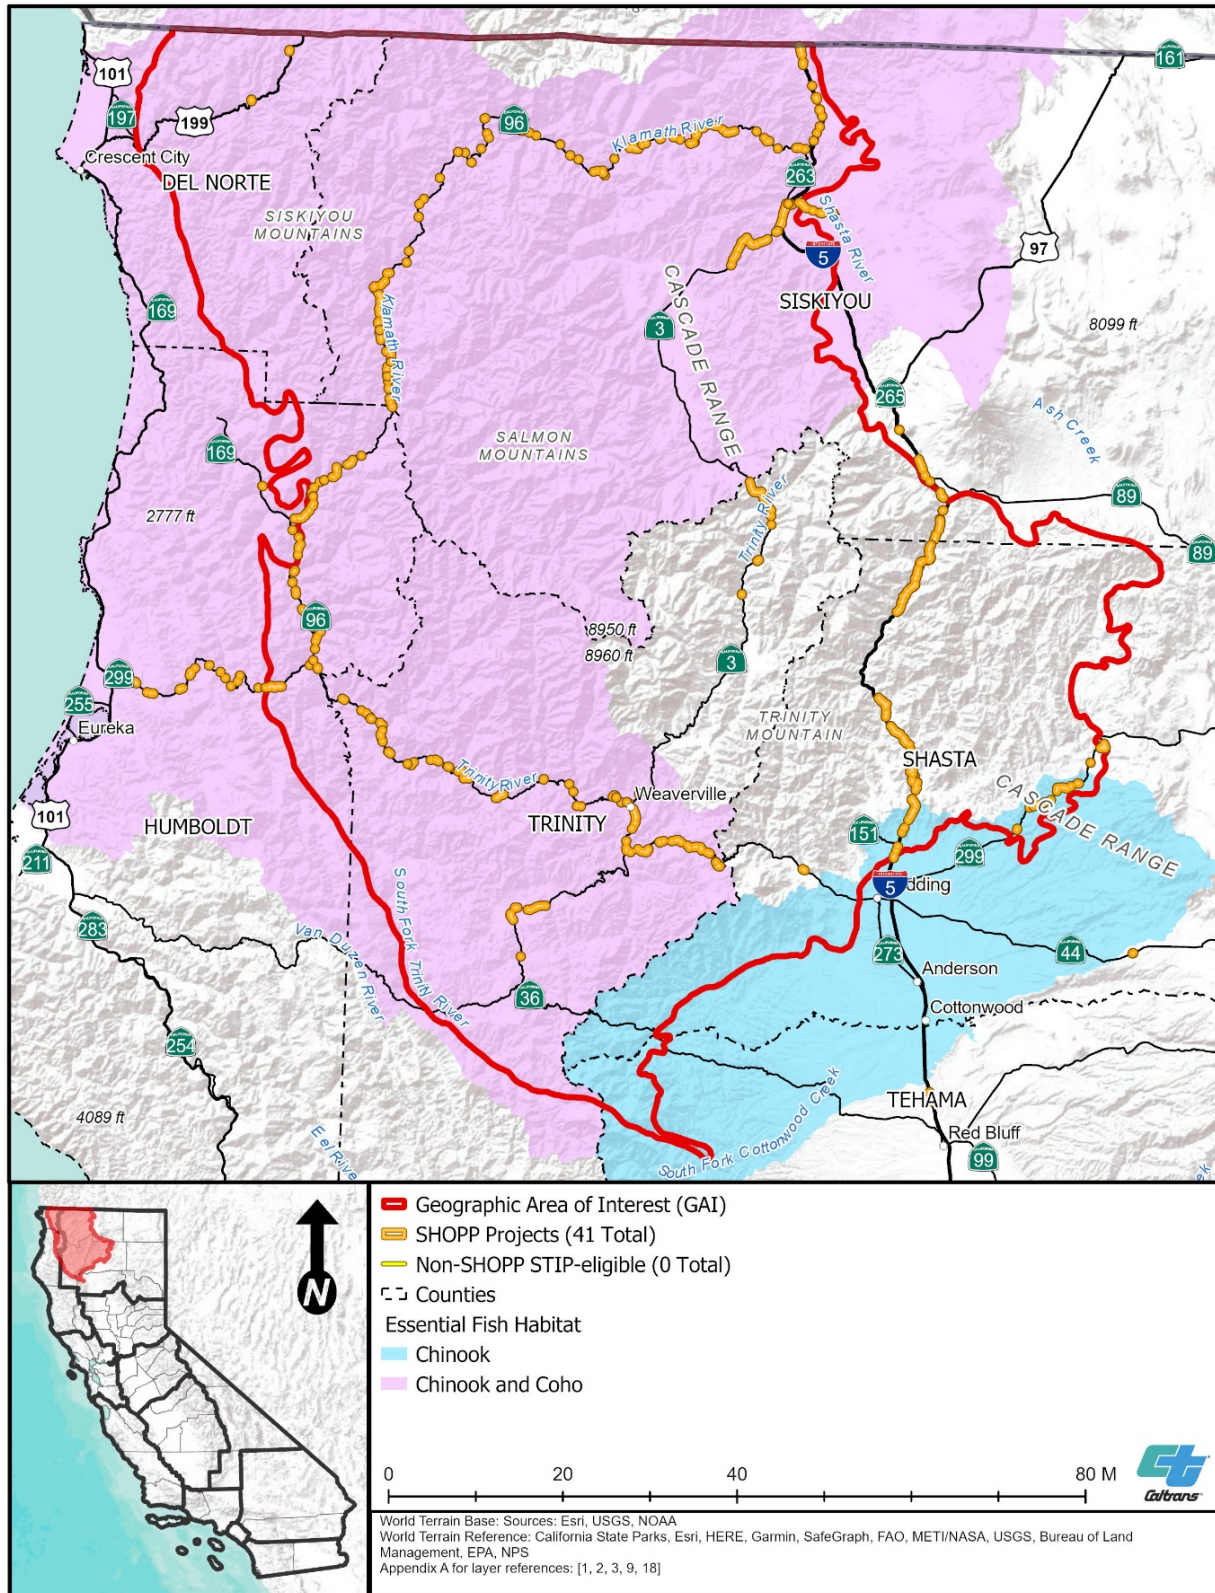 161
101
197
199
96
Klamath River
Crescent City
DEL NORTE
263
SISKIYOU
MOUNTAINS
Shasta River
5
97
CASCADE RANGE
SISKIYOU
169
Klamath River
3
8099 ft
265
Ash Creek
169
SALMON
MOUNTAINS
89
2777 ft
Trinity River
89
96
8950 ft
8960 ft
3
299
255
Eureka
TRINITY
MOUNTAIN
SHASTA
Trinity River
Weaverville
CASCADE RANGE
101
HUMBOLDT
TRINITY
151
299
211
5
dding
South Fork Trinity River
283
Van Duzen River
273
44
Anderson
36
Cottonwood
254
TEHAMA
4089 ft
Eel Rive
South Fork Cottonwood Creek
Red Bluff
99
ek
N
Geographic Area of Interest (GAI)
SHOPP Projects (41 Total)
Non-SHOPP STIP-eligible (0 Total)
Counties
Essential Fish Habitat
Chinook
Chinook and Coho
0 20 40 80 M
Caltrans
World Terrain Base: Sources: Esri, USGS, NOAA
World Terrain Reference: California State Parks, Esri, HERE, Garmin, SafeGraph, FAO, METI/NASA, USGS, Bureau of Land
Management, EPA, NPS
Appendix A for layer references: [1, 2, 3, 9, 18]